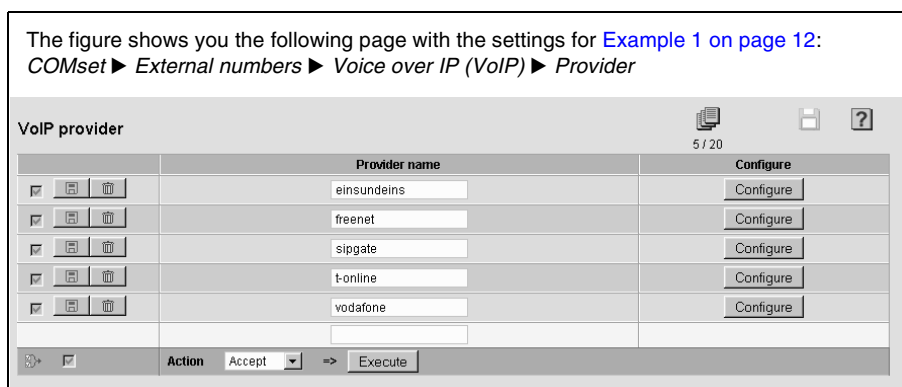 The figure shows you the following page with the settings for Example 1 on page 12:
COMset ▶ External numbers ▶ Voice over IP (VoIP) ▶ Provider
VoIP provider
5 / 20
?
Provider name Configure
einsundeins Configure
freenet Configure
sipgate Configure
t-online Configure
vodafone Configure
Action Accept => Execute